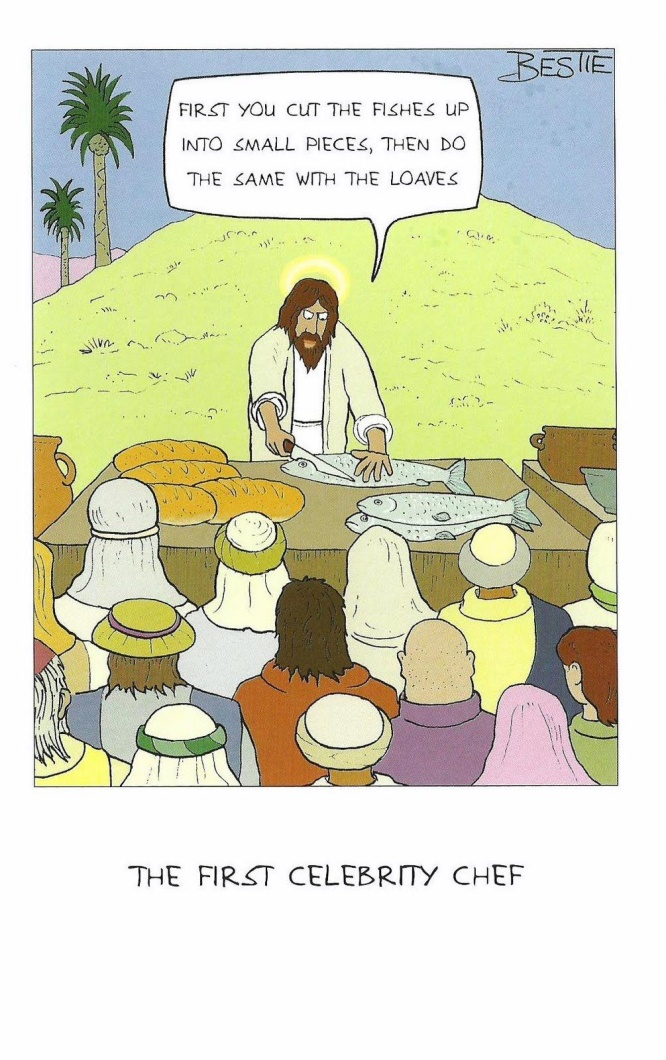 BESTIE
FIRST YOU CUT THE FISHES UP
INTO SMALL PIECES, THEN DO
THE SAME WITH THE LOAVES
THE FIRST CELEBRITY CHEF